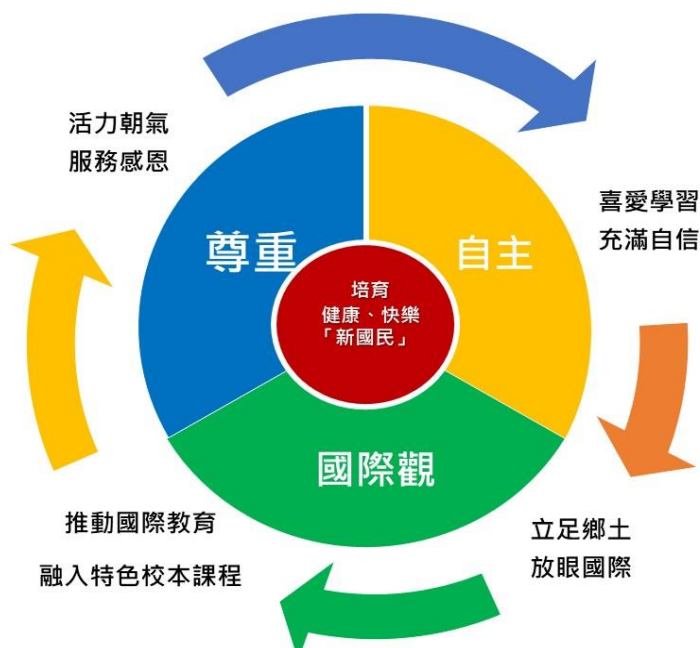 活力朝氣
服務感恩
喜愛學習
充滿自信
尊重
自主
培育
健康、快樂
「新國民」
國際觀
推動國際教育
融入特色校本課程
立足鄉土
放眼國際